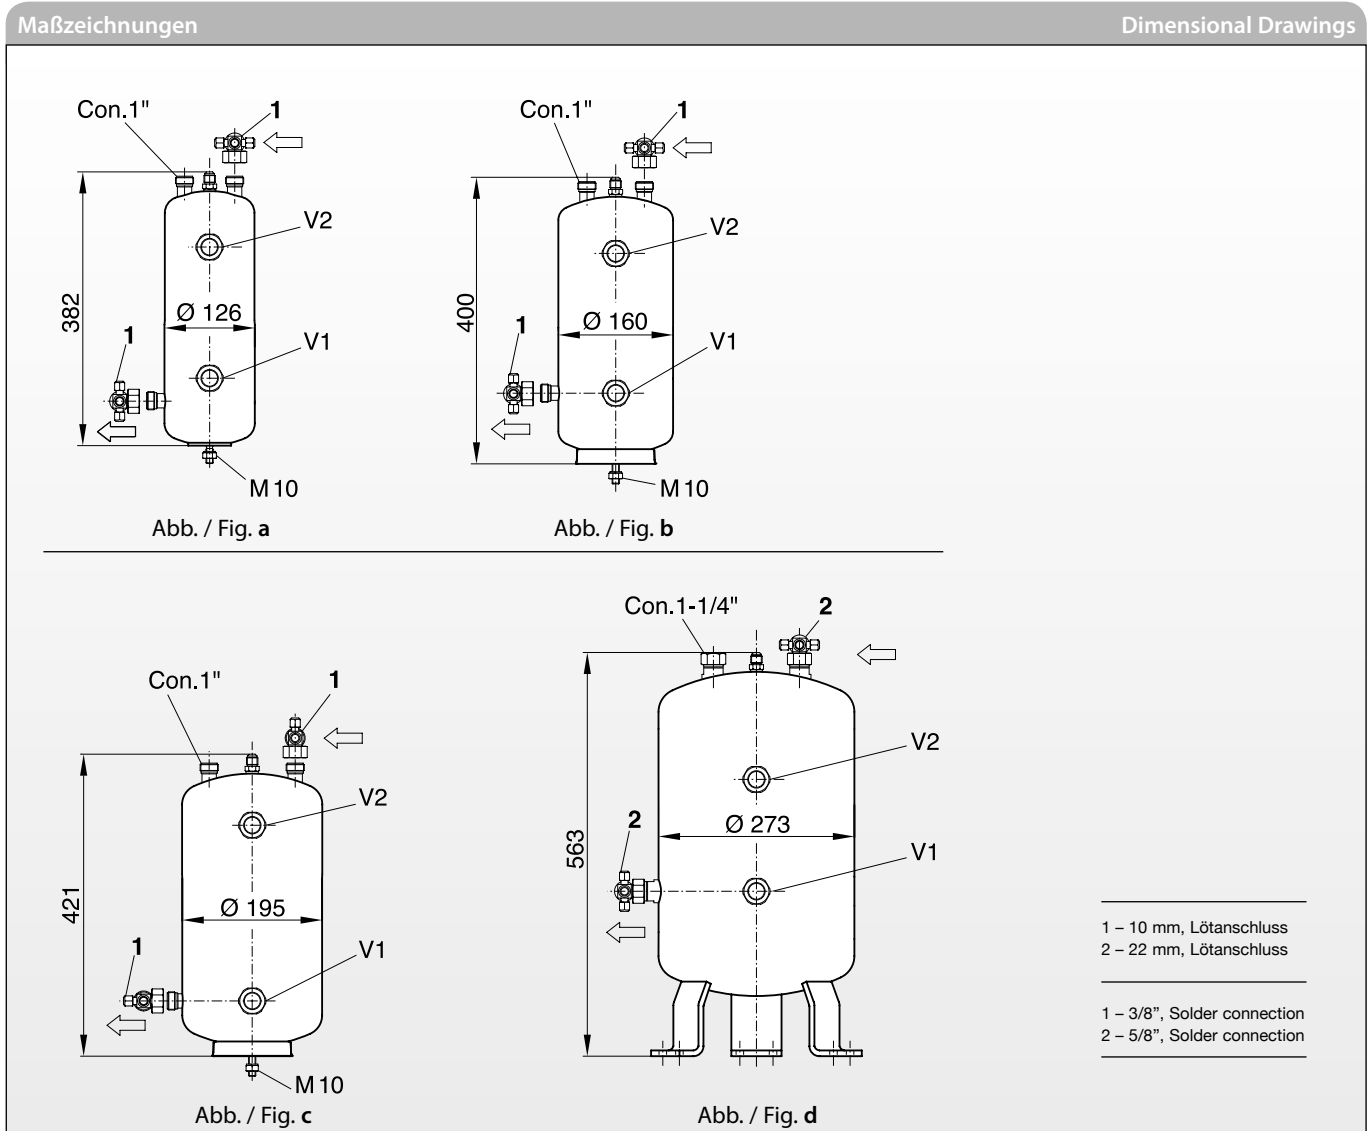 Maßzeichnungen
Dimensional Drawings
Con.1"
1
V2
382
Ø 126
1
V1
M 10
Abb. / Fig. a
Con.1"
1
V2
400
Ø 160
1
V1
M 10
Abb. / Fig. b
Con.1"
1
V2
421
Ø 195
1
V1
M 10
Abb. / Fig. c
Con.1-1/4"
2
V2
563
Ø 273
2
V1
Abb. / Fig. d
1 – 10 mm, Lötanschluss
2 – 22 mm, Lötanschluss
1 – 3/8”, Solder connection
2 – 5/8”, Solder connection